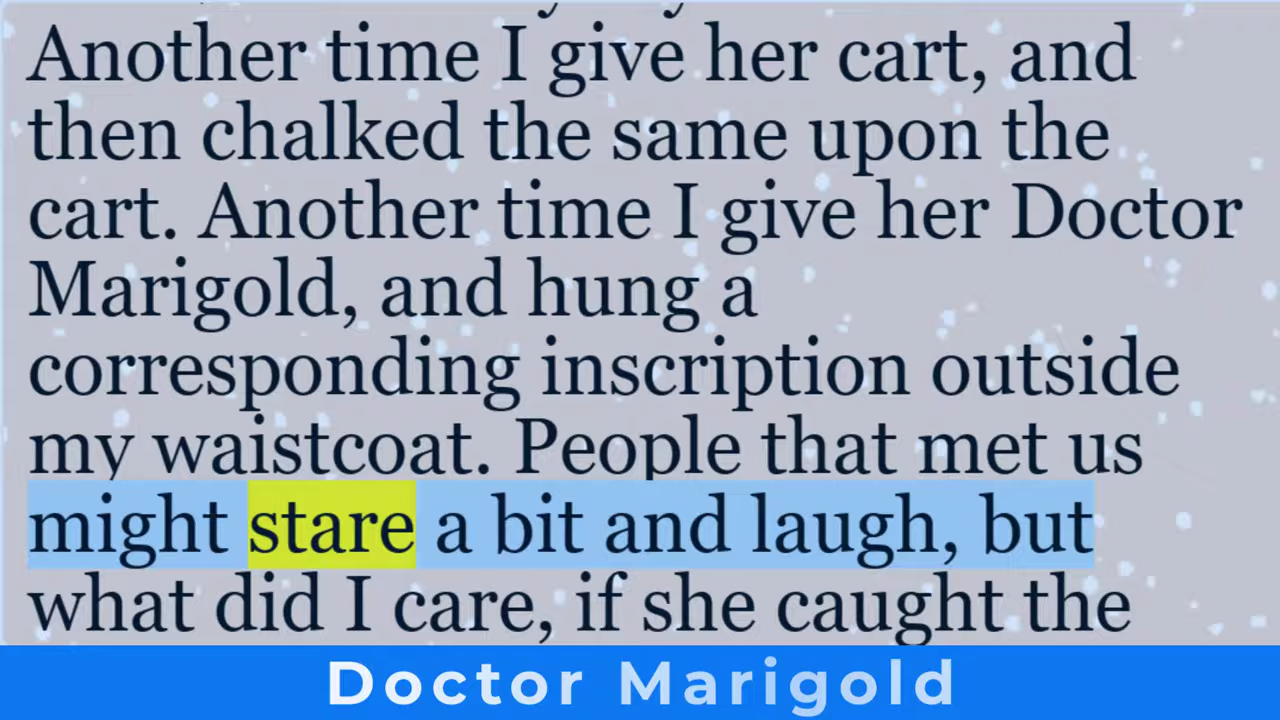 Another time I give her cart, and
then chalked the same upon the
cart. Another time I give her Doctor
Marigold, and hung a
corresponding inscription outside
my waistcoat. People that met us
might stare a bit and laugh, but
what did I care, if she caught the
Doctor Marigold